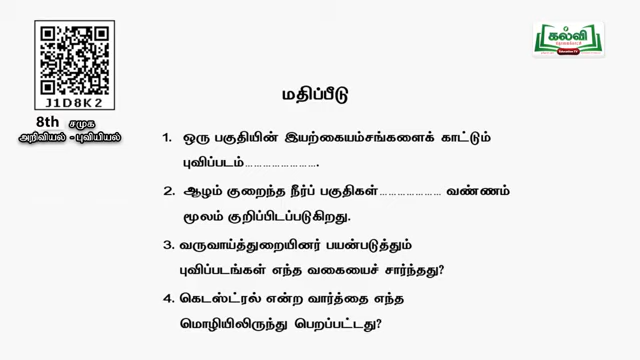 கல்வி
J1D8K2
8th சமூக
அறிவியல் - புவியியல்
மதிப்பீடு
1. ஒரு பகுதியின் இயற்கையம்சங்களைக் காட்டும்
புவிப்படம்……………………
2. ஆழம் குறைந்த நீர்ப் பகுதிகள்………………… வண்ணம்
மூலம் குறிப்பிடப்படுகிறது.
3. வருவாய்த்துறையினர் பயன்படுத்தும்
புவிப்படங்கள் எந்த வகையைச் சார்ந்தது?
4. கெடஸ்ட்ரல் என்ற வார்த்தை எந்த
மொழியிலிருந்து பெறப்பட்டது?